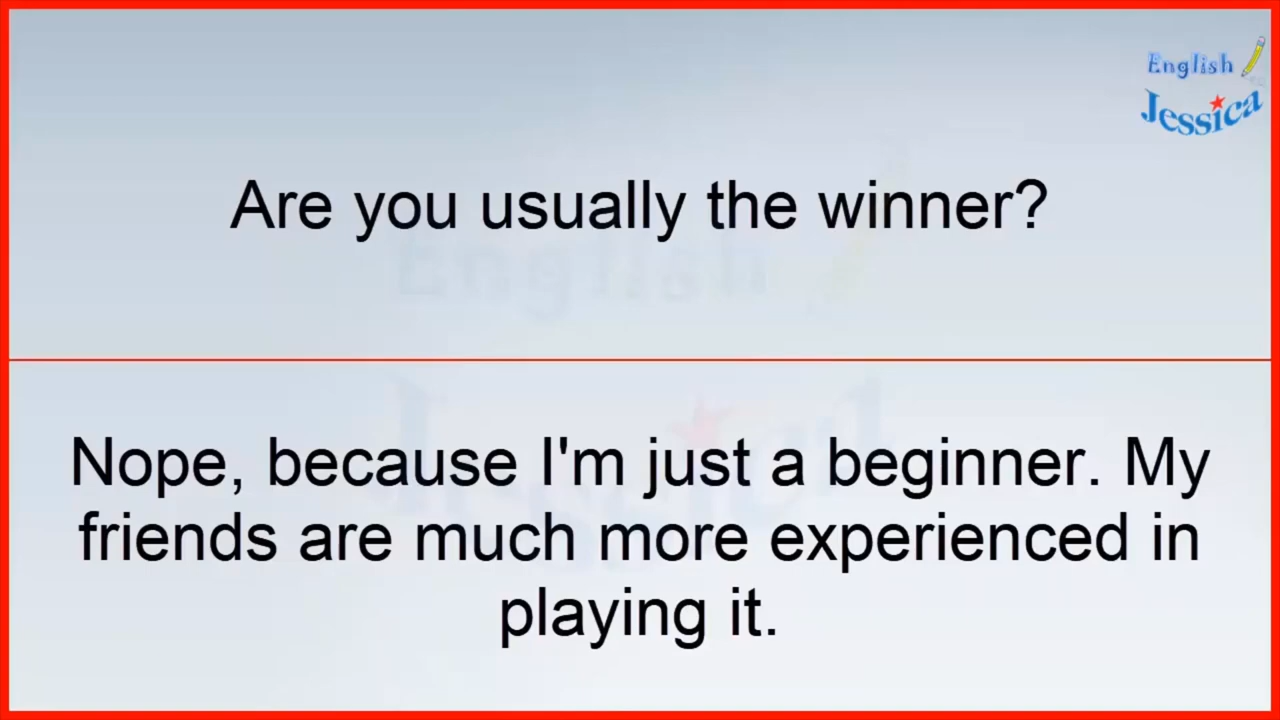 English
Jessica
Are you usually the winner?
Nope, because I'm just a beginner. My
friends are much more experienced in
playing it.